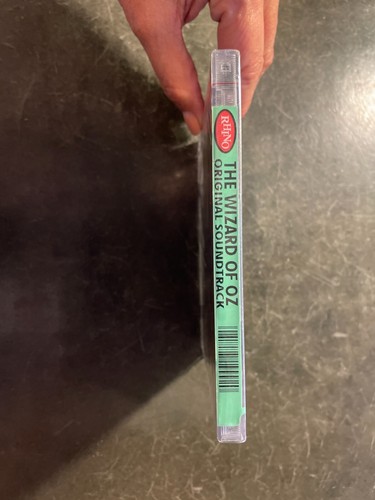 RHINO
THE WIZARD OF OZ
ORIGINAL SOUNDTRACK